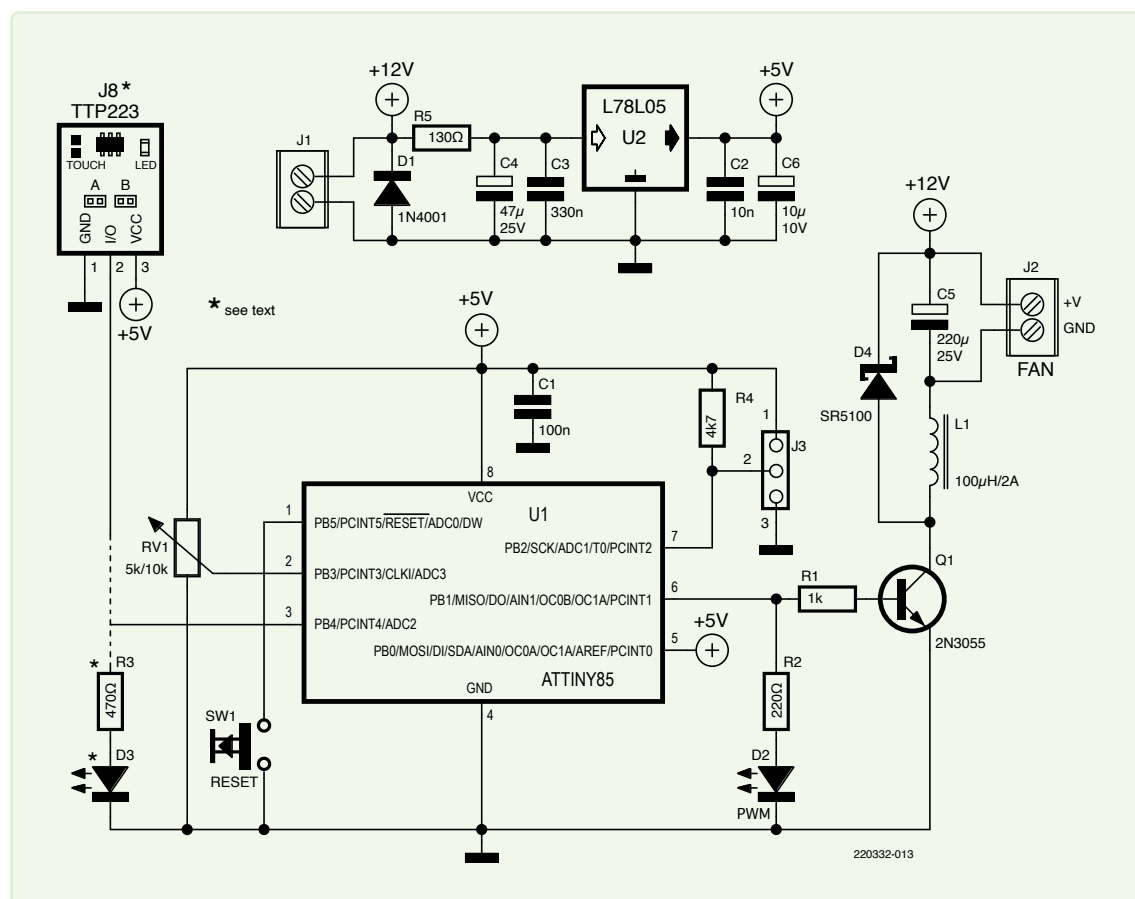 J8 *
TTP223
TOUCH
LED
A
B
GND
I/O
VCC
1
2
3
+5V
* see text
+12V
R5
130Ω
J1
D1
1N4001
C4
47µ
25V
C3
330n
L78L05
U2
+5V
C2
10n
C6
10µ
10V
+12V
J2
+V
GND
FAN
C5
220µ
25V
D4
SR5100
L1
100µH/2A
+5V
C1
100n
R4
4k7
1
2
3
J3
8
VCC
U1
1
PB5/PCINT5/RESET/ADC0/DW
2
PB3/PCINT3/CLKI/ADC3
3
PB4/PCINT4/ADC2
7
PB2/SCK/ADC1/T0/PCINT2
6
PB1/MISO/DO/AIN1/OC0B/OC1A/PCINT1
5
PB0/MOSI/DI/SDA/AIN0/OC0A/OC1A/AREF/PCINT0
+5V
GND
ATTINY85
4
RV1
5k/10k
R1
1k
Q1
2N3055
* R3
470Ω
* D3
SW1
RESET
R2
220Ω
D2
PWM
220332-013